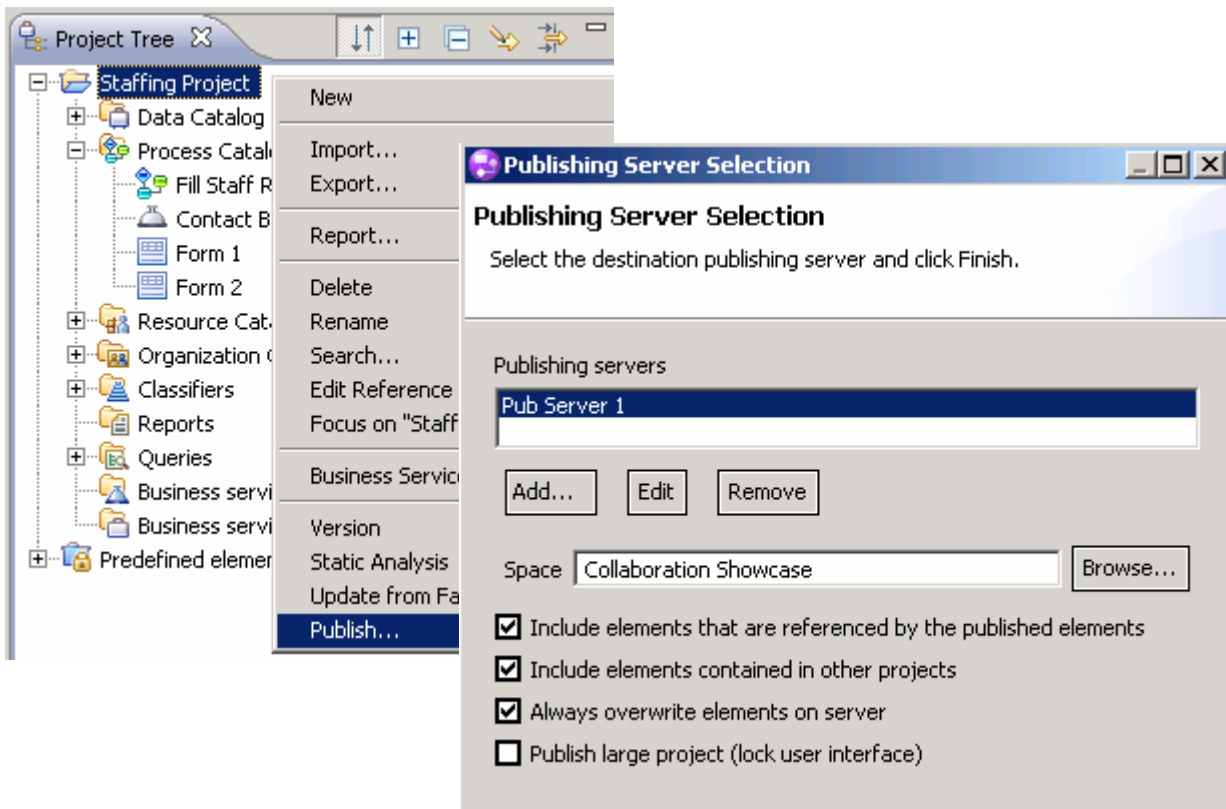 Project Tree
Staffing Project
Data Catalog
Process Catal
Fill Staff R
Contact B
Form 1
Form 2
Resource Cat
Organization
Classifiers
Reports
Queries
Business servi
Business servi
Predefined elemer
New
Import...
Export...
Report...
Delete
Rename
Search...
Edit Reference
Focus on "Staff
Business Servic
Version
Static Analysis
Update from Fa
Publish...
Publishing Server Selection
Publishing Server Selection
Select the destination publishing server and click Finish.
Publishing servers
Pub Server 1
Add... Edit Remove
Space Collaboration Showcase Browse...
Include elements that are referenced by the published elements
Include elements contained in other projects
Always overwrite elements on server
Publish large project (lock user interface)